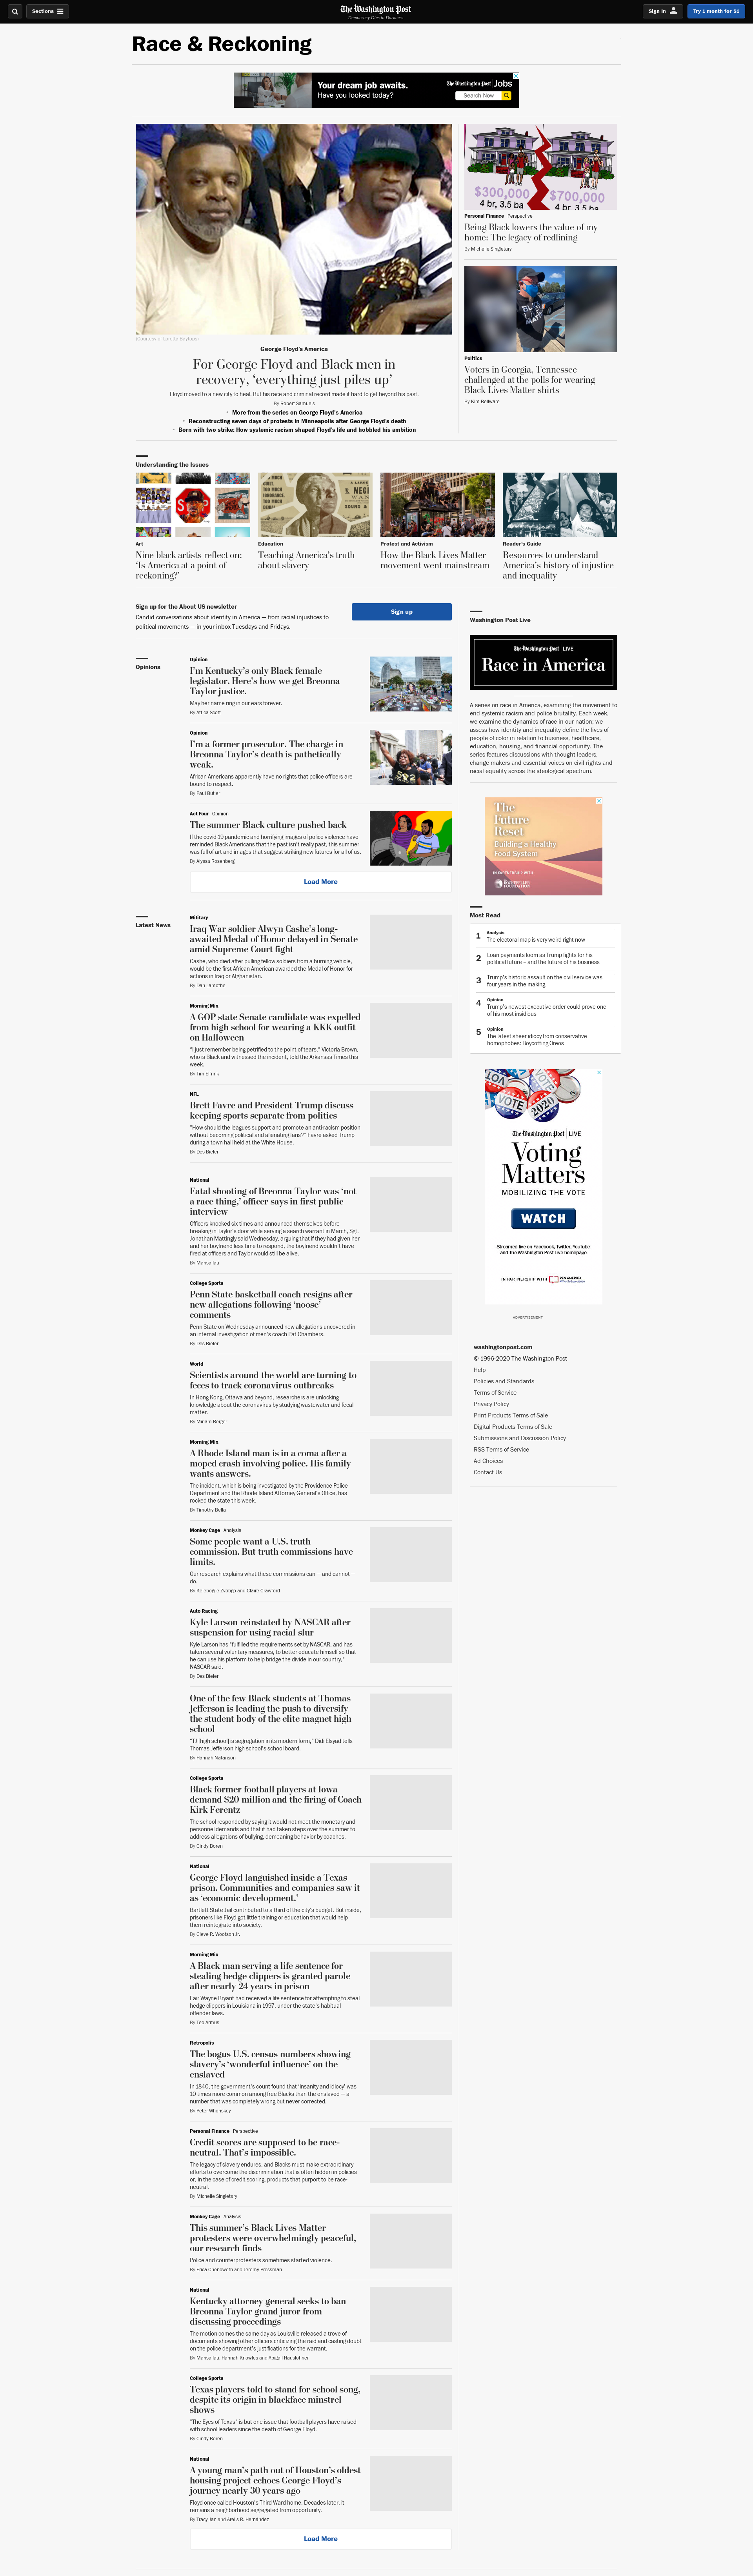 Sections
The Washington Post
Democracy Dies in Darkness
Sign In
Try 1 month for $1
Race & Reckoning
Your dream job awaits.
Have you looked today?
The Washington Post Jobs
Search Now
(Courtesy of Loretta Baptiste)
George Floyd's America
For George Floyd and Black men in
recovery, ‘everything just piles up’
Floyd moved to a new city to heal. But his race and criminal record made it hard to get beyond his past.
By Robert Samuels
More from the series on George Floyd's America
Reconstructing seven days of protests in Minneapolis after George Floyd's death
Born with two strike: How systemic racism shaped Floyd's life and hobbled his ambition
$300,000
4 br, 3.5 ba
$700,000
4 br, 3.5 ba
Personal Finance Perspective
Being Black lowers the value of my
home: The legacy of redlining
By Michelle Singletary
Politics
Voters in Georgia, Tennessee
challenged at the polls for wearing
Black Lives Matter shirts
By Kim Bellware
Understanding the Issues
Art
Nine black artists reflect on:
‘Is America at a point of
reckoning?’
Education
Teaching America’s truth
about slavery
Protest and Activism
How the Black Lives Matter
movement went mainstream
Reader's Guide
Resources to understand
America’s history of injustice
and inequality
Sign up for the About US newsletter
Candid conversations about identity in America — from racial injustices to
political movements — in your inbox Tuesdays and Fridays.
Sign up
Opinions
Opinion
I’m Kentucky’s only Black female
legislator. Here’s how we get Breonna
Taylor justice.
May her name ring in our ears forever.
By Attica Scott
Opinion
I’m a former prosecutor. The charge in
Breonna Taylor’s death is pathetically
weak.
African Americans apparently have no rights that police officers are
bound to respect.
By Paul Butler
Act Four Opinion
The summer Black culture pushed back
If the covid-19 pandemic and horrifying images of police violence have
reminded Black Americans that the past isn't really past, this summer
was full of art and images that suggest striking new futures for all of us.
By Alyssa Rosenberg
Load More
Washington Post Live
The Washington Post LIVE
Race in America
A series on race in America, examining the movement to
end systemic racism and police brutality. Each week,
we examine the dynamics of race in our nation; we
assess how identity and inequality define the lives of
people of color in relation to business, healthcare,
education, housing, and financial opportunity. The
series features discussions with thought leaders,
change makers and essential voices on civil rights and
racial equality across the ideological spectrum.
The
Future
Reset
Building a Healthy
Food System
IN PARTNERSHIP WITH
Most Read
1
Analysis
The electoral map is very weird right now
2
Loan payments loom as Trump fights for his
political future – and the future of his business
3
Trump's historic assault on the civil service was
four years in the making
4
Opinion
Trump's newest executive order could prove one
of his most insidious
5
Opinion
The latest sheer idiocy from conservative
homophobes: Boycotting Oreos
VOTE
2020
The Washington Post LIVE
Voting
Matters
MOBILIZING THE VOTE
WATCH
Streamed live on Facebook, Twitter, YouTube
and The Washington Post Live homepage
IN PARTNERSHIP WITH PEN AMERICA
ADVERTISEMENT
washingtonpost.com
© 1996-2020 The Washington Post
Help
Policies and Standards
Terms of Service
Privacy Policy
Print Products Terms of Sale
Digital Products Terms of Sale
Submissions and Discussion Policy
RSS Terms of Service
Ad Choices
Contact Us
Latest News
Military
Iraq War soldier Alwyn Cashe’s long-
awaited Medal of Honor delayed in Senate
amid Supreme Court fight
Cashe, who died after pulling fellow soldiers from a burning vehicle,
would be the first African American awarded the Medal of Honor for
actions in Iraq or Afghanistan.
By Dan Lamothe
Morning Mix
A GOP state Senate candidate was expelled
from high school for wearing a KKK outfit
on Halloween
“I just remember being petrified to the point of tears,” Victoria Brown,
who is Black and witnessed the incident, told the Arkansas Times this
week.
By Tim Elfrink
NFL
Brett Favre and President Trump discuss
keeping sports separate from politics
“How should the leagues support and promote an anti-racism position
without becoming political and alienating fans?” Favre asked Trump
during a town hall held at the White House.
By Des Bieler
National
Fatal shooting of Breonna Taylor was ‘not
a race thing,’ officer says in first public
interview
Officers knocked six times and announced themselves before
breaking in Taylor's door while serving a search warrant in March, Sgt.
Jonathan Mattingly said Wednesday, arguing that if they had given her
and her boyfriend less time to respond, the boyfriend wouldn't have
fired at officers and Taylor would still be alive.
By Marisa Iati
College Sports
Penn State basketball coach resigns after
new allegations following ‘noose’
comments
Penn State on Wednesday announced new allegations uncovered in
an internal investigation of men's coach Pat Chambers.
By Des Bieler
World
Scientists around the world are turning to
feces to track coronavirus outbreaks
In Hong Kong, Ottawa and beyond, researchers are unlocking
knowledge about the coronavirus by studying wastewater and fecal
matter.
By Miriam Berger
Morning Mix
A Rhode Island man is in a coma after a
moped crash involving police. His family
wants answers.
The incident, which is being investigated by the Providence Police
Department and the Rhode Island Attorney General's Office, has
rocked the state this week.
By Timothy Bella
Monkey Cage Analysis
Some people want a U.S. truth
commission. But truth commissions have
limits.
Our research explains what these commissions can — and cannot —
do.
By Kelebogile Zvobgo and Claire Crawford
Auto Racing
Kyle Larson reinstated by NASCAR after
suspension for using racial slur
Kyle Larson has “fulfilled the requirements set by NASCAR, and has
taken several voluntary measures, to better educate himself so that
he can use his platform to help bridge the divide in our country,”
NASCAR said.
By Des Bieler
One of the few Black students at Thomas
Jefferson is leading the push to diversify
the student body of the elite magnet high
school
“TJ [high school] is segregation in its modern form,” Didi Elsyad tells
Thomas Jefferson high school's school board.
By Hannah Natanson
College Sports
Black former football players at Iowa
demand $20 million and the firing of Coach
Kirk Ferentz
The school responded by saying it would not meet the monetary and
personnel demands and that it had taken steps over the summer to
address allegations of bullying, demeaning behavior by coaches.
By Cindy Boren
National
George Floyd languished inside a Texas
prison. Communities and companies saw it
as ‘economic development.’
Bartlett State Jail contributed to a third of the city's budget. But inside,
prisoners like Floyd got little training or education that would help
them reintegrate into society.
By Cleve R. Wootson Jr.
Morning Mix
A Black man serving a life sentence for
stealing hedge clippers is granted parole
after nearly 24 years in prison
Fair Wayne Bryant had received a life sentence for attempting to steal
hedge clippers in Louisiana in 1997, under the state's habitual
offender laws.
By Teo Armus
Retropolis
The bogus U.S. census numbers showing
slavery’s ‘wonderful influence’ on the
enslaved
In 1840, the government's count found that ‘insanity and idiocy’ was
10 times more common among free Blacks than the enslaved — a
number that was completely wrong but never corrected.
By Peter Whoriskey
Personal Finance Perspective
Credit scores are supposed to be race-
neutral. That’s impossible.
The legacy of slavery endures, and Blacks must make extraordinary
efforts to overcome the discrimination that is often hidden in policies
or, in the case of credit scoring, products that purport to be race-
neutral.
By Michelle Singletary
Monkey Cage Analysis
This summer’s Black Lives Matter
protesters were overwhelmingly peaceful,
our research finds
Police and counterprotesters sometimes started violence.
By Erica Chenoweth and Jeremy Pressman
National
Kentucky attorney general seeks to ban
Breonna Taylor grand juror from
discussing proceedings
The motion comes the same day as Louisville released a trove of
documents showing other officers criticizing the raid and casting doubt
on the police department's justifications for the warrant.
By Marisa Iati, Hannah Knowles and Abigail Hauslohner
College Sports
Texas players told to stand for school song,
despite its origin in blackface minstrel
shows
“The Eyes of Texas” is but one issue that football players have raised
with school leaders since the death of George Floyd.
By Cindy Boren
National
A young man’s path out of Houston’s oldest
housing project echoes George Floyd’s
journey nearly 30 years ago
Floyd once called Houston's Third Ward home. Decades later, it
remains a neighborhood segregated from opportunity.
By Tracy Jan and Arelis R. Hernández
Load More